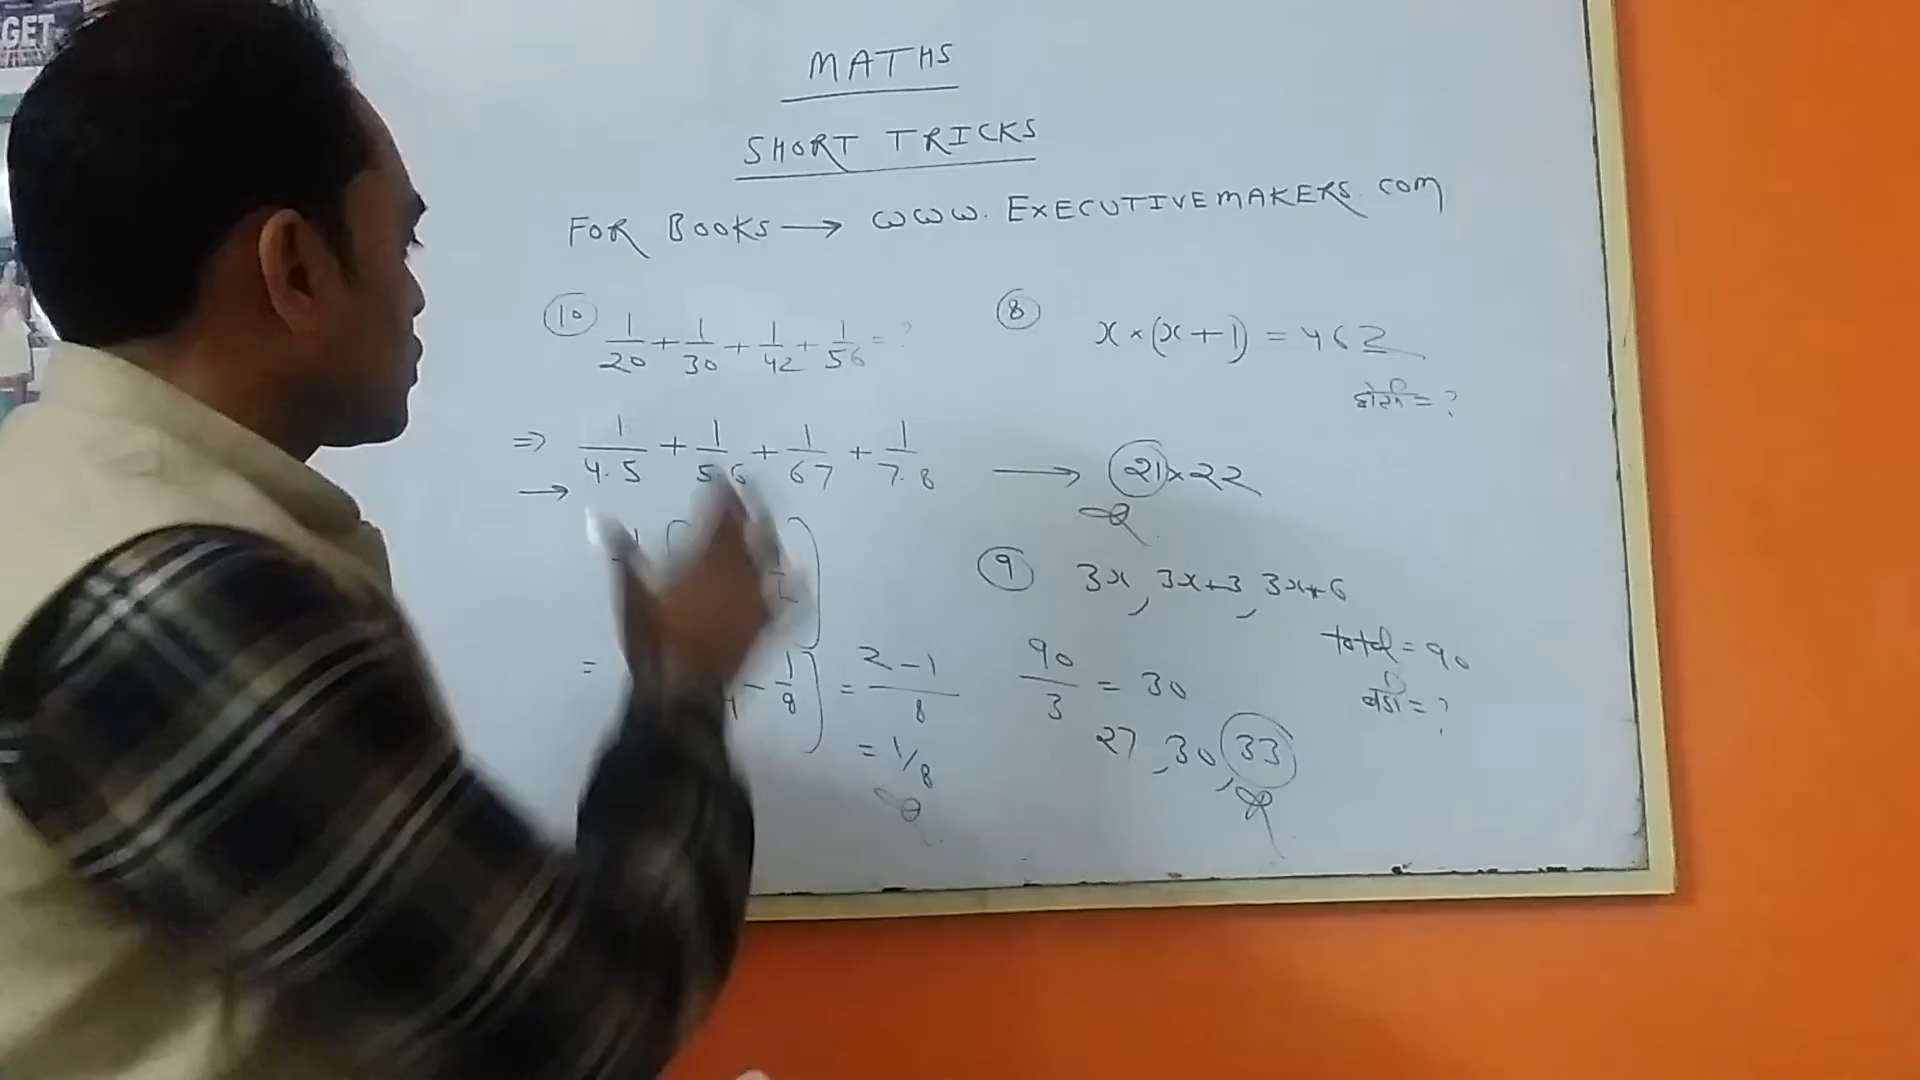 GET
MATHS
SHORT TRICKS
FOR BOOKS → www. EXECUTIVEMAKERS. com
10 1/20 + 1/30 + 1/42 + 1/56 = ?
⇒ 1/4.5 + 1/5.6 + 1/67 + 1/7.8
→
= - 1/8 ) = 2-1/8
= 1/8
8 x × (x+1) = 462
छोटी = ?
→ 21 × 22
9 3x, 3x+3, 3x+6
Total = 90
बडी = ?
90/3 = 30
27, 30, 33